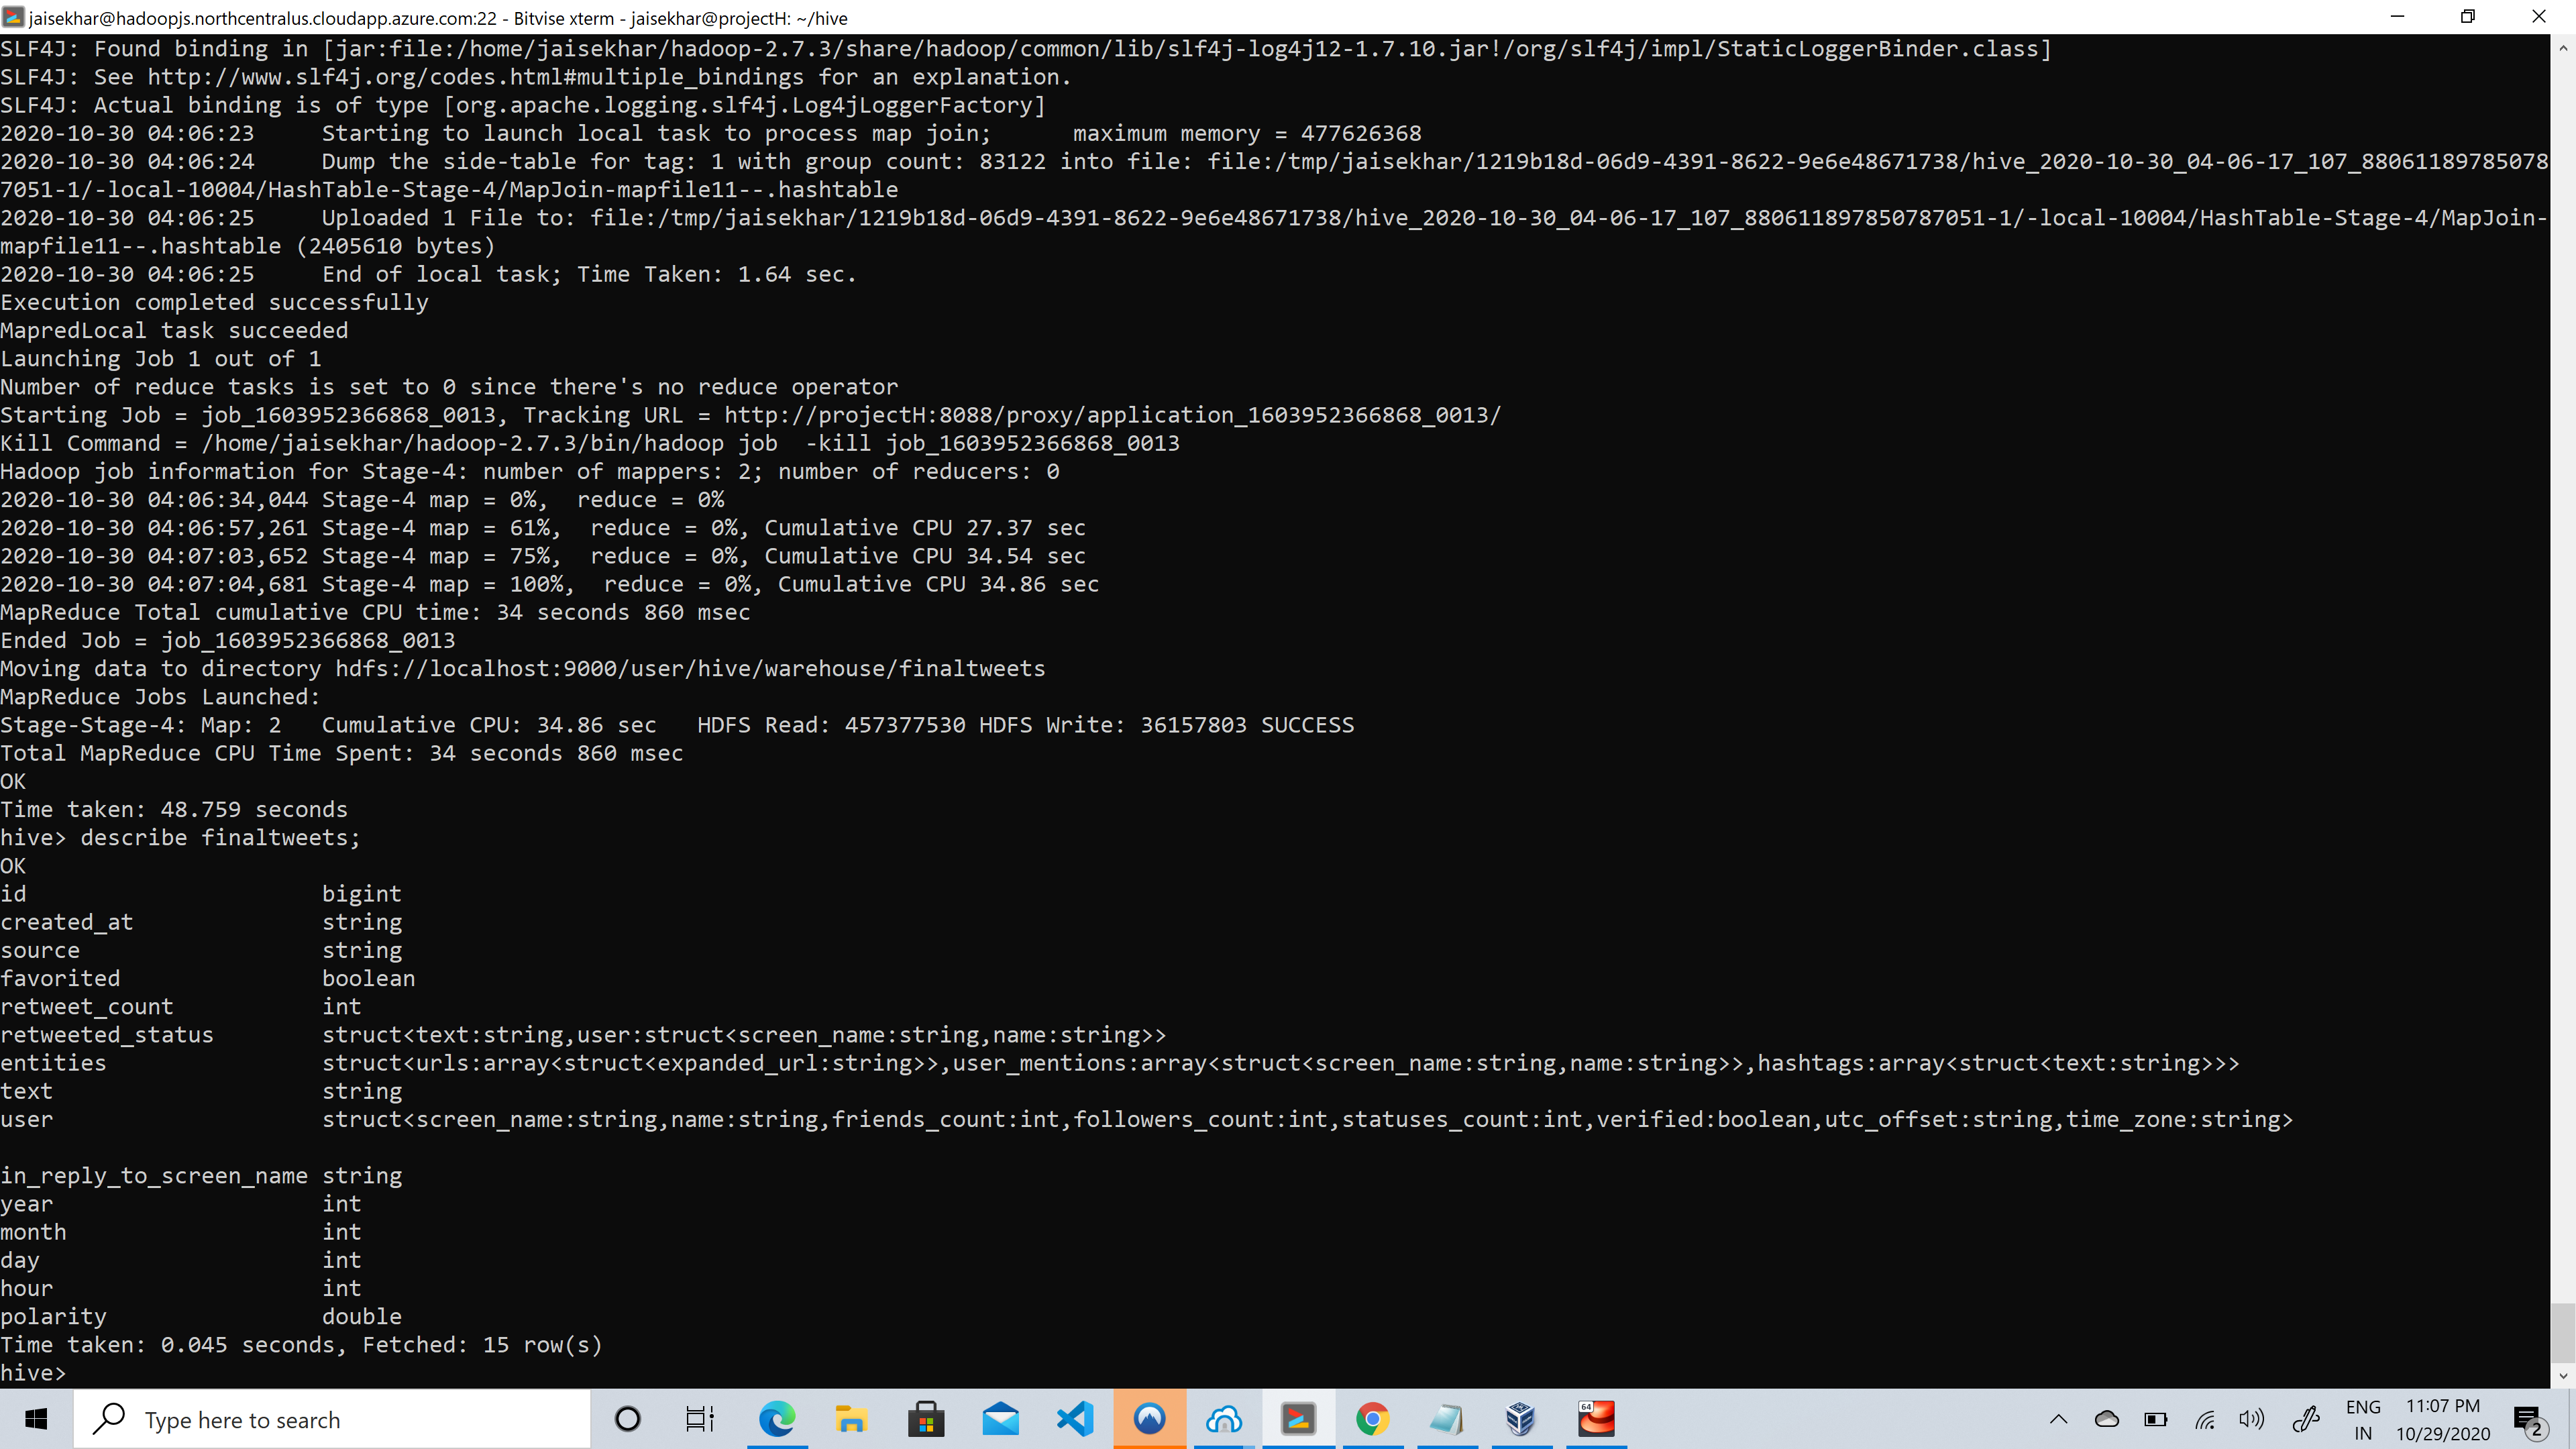 jaisekhar@hadoopjs.northcentralus.cloudapp.azure.com:22 - Bitvise xterm - jaisekhar@projectH: ~/hive
SLF4J: Found binding in [jar:file:/home/jaisekhar/hadoop-2.7.3/share/hadoop/common/lib/slf4j-log4j12-1.7.10.jar!/org/slf4j/impl/StaticLoggerBinder.class]
SLF4J: See http://www.slf4j.org/codes.html#multiple_bindings for an explanation.
SLF4J: Actual binding is of type [org.apache.logging.slf4j.Log4jLoggerFactory]
2020-10-30 04:06:23     Starting to launch local task to process map join;      maximum memory = 477626368
2020-10-30 04:06:24     Dump the side-table for tag: 1 with group count: 83122 into file: file:/tmp/jaisekhar/1219b18d-06d9-4391-8622-9e6e48671738/hive_2020-10-30_04-06-17_107_88061189785078
7051-1/-local-10004/HashTable-Stage-4/MapJoin-mapfile11--.hashtable
2020-10-30 04:06:25     Uploaded 1 File to: file:/tmp/jaisekhar/1219b18d-06d9-4391-8622-9e6e48671738/hive_2020-10-30_04-06-17_107_880611897850787051-1/-local-10004/HashTable-Stage-4/MapJoin-
mapfile11--.hashtable (2405610 bytes)
2020-10-30 04:06:25     End of local task; Time Taken: 1.64 sec.
Execution completed successfully
MapredLocal task succeeded
Launching Job 1 out of 1
Number of reduce tasks is set to 0 since there's no reduce operator
Starting Job = job_1603952366868_0013, Tracking URL = http://projectH:8088/proxy/application_1603952366868_0013/
Kill Command = /home/jaisekhar/hadoop-2.7.3/bin/hadoop job  -kill job_1603952366868_0013
Hadoop job information for Stage-4: number of mappers: 2; number of reducers: 0
2020-10-30 04:06:34,044 Stage-4 map = 0%,  reduce = 0%
2020-10-30 04:06:57,261 Stage-4 map = 61%,  reduce = 0%, Cumulative CPU 27.37 sec
2020-10-30 04:07:03,652 Stage-4 map = 75%,  reduce = 0%, Cumulative CPU 34.54 sec
2020-10-30 04:07:04,681 Stage-4 map = 100%,  reduce = 0%, Cumulative CPU 34.86 sec
MapReduce Total cumulative CPU time: 34 seconds 860 msec
Ended Job = job_1603952366868_0013
Moving data to directory hdfs://localhost:9000/user/hive/warehouse/finaltweets
MapReduce Jobs Launched:
Stage-Stage-4: Map: 2   Cumulative CPU: 34.86 sec   HDFS Read: 457377530 HDFS Write: 36157803 SUCCESS
Total MapReduce CPU Time Spent: 34 seconds 860 msec
OK
Time taken: 48.759 seconds
hive> describe finaltweets;
OK
id                      bigint
created_at              string
source                  string
favorited               boolean
retweet_count           int
retweeted_status        struct<text:string,user:struct<screen_name:string,name:string>>
entities                struct<urls:array<struct<expanded_url:string>>,user_mentions:array<struct<screen_name:string,name:string>>,hashtags:array<struct<text:string>>>
text                    string
user                    struct<screen_name:string,name:string,friends_count:int,followers_count:int,statuses_count:int,verified:boolean,utc_offset:string,time_zone:string>
in_reply_to_screen_name string
year                    int
month                   int
day                     int
hour                    int
polarity                double
Time taken: 0.045 seconds, Fetched: 15 row(s)
hive>
Type here to search
64
ENG
IN
11:07 PM
10/29/2020
2